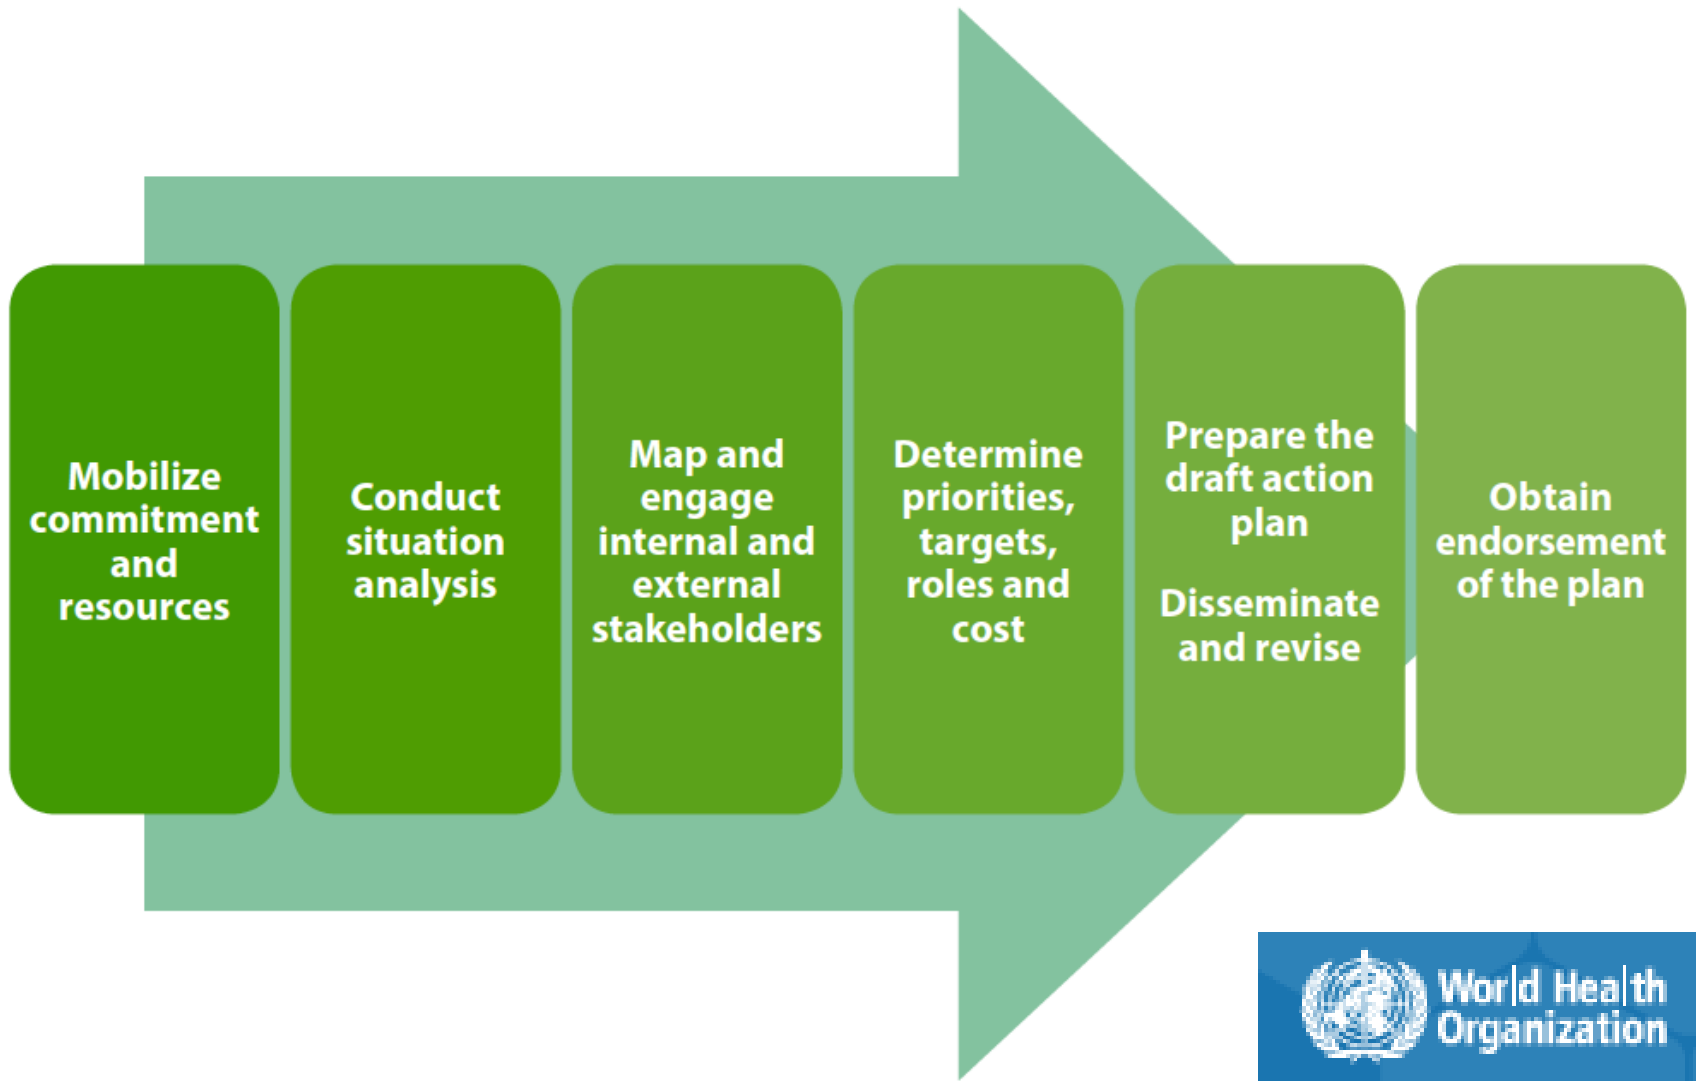 Mobilize
commitment
and
resources
Conduct
situation
analysis
Map and
engage
internal and
external
stakeholders
Determine
priorities,
targets,
roles and
cost
Prepare the
draft action
plan
Disseminate
and revise
Obtain
endorsement
of the plan
World Health
Organization